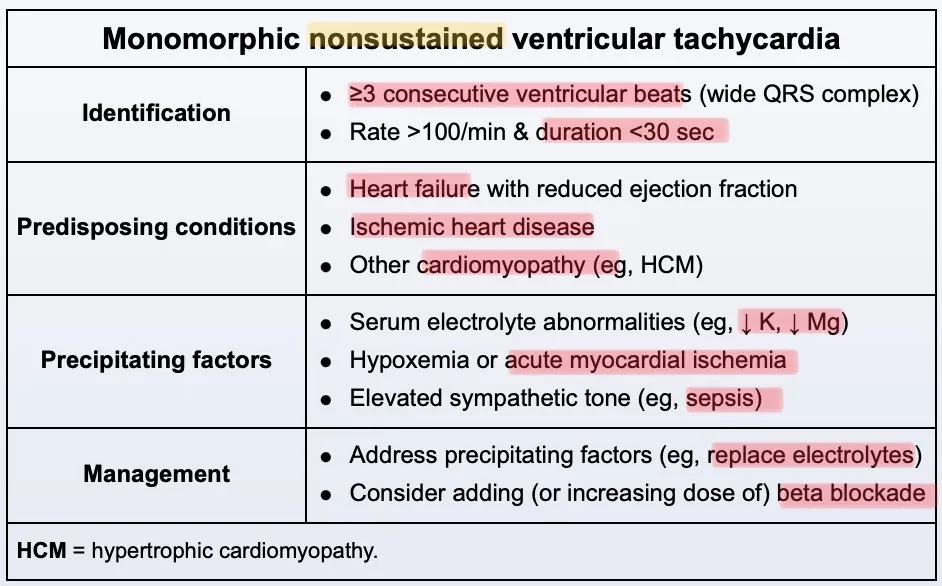 Monomorphic nonsustained ventricular tachycardia
Identification
● ≥3 consecutive ventricular beats (wide QRS complex)
● Rate >100/min & duration <30 sec
Predisposing conditions
● Heart failure with reduced ejection fraction
● Ischemic heart disease
● Other cardiomyopathy (eg, HCM)
Precipitating factors
● Serum electrolyte abnormalities (eg, ↓ K, ↓ Mg)
● Hypoxemia or acute myocardial ischemia
● Elevated sympathetic tone (eg, sepsis)
Management
● Address precipitating factors (eg, replace electrolytes)
● Consider adding (or increasing dose of) beta blockade
HCM = hypertrophic cardiomyopathy.